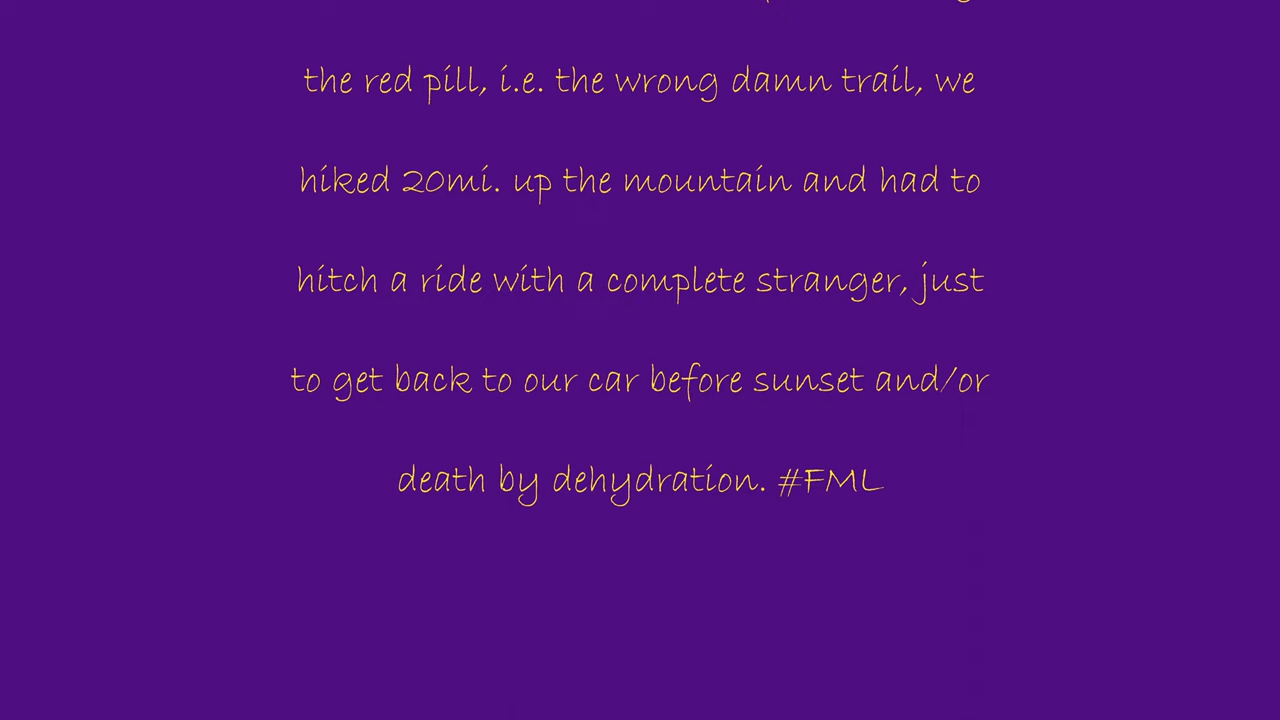 the red pill, i.e. the wrong damn trail, we
hiked 20mi. up the mountain and had to
hitch a ride with a complete stranger, just
to get back to our car before sunset and/or
death by dehydration. #FML